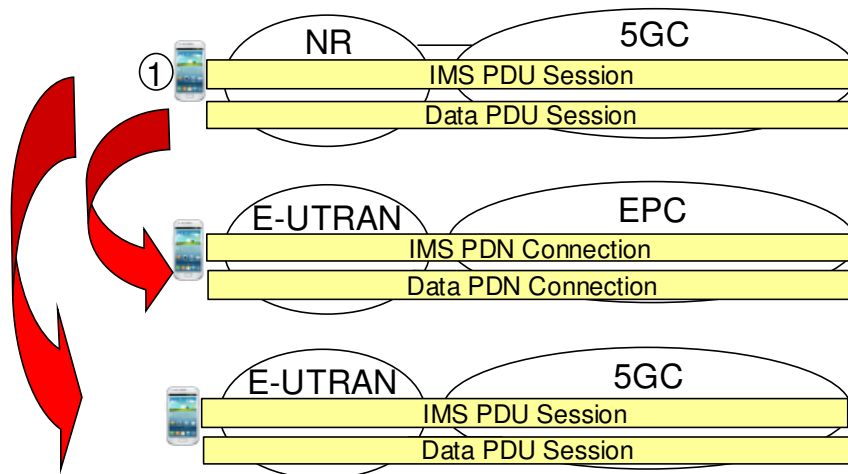 NR 5GC
1 IMS PDU Session
Data PDU Session
E-UTRAN EPC
IMS PDN Connection
Data PDN Connection
E-UTRAN 5GC
IMS PDU Session
Data PDU Session